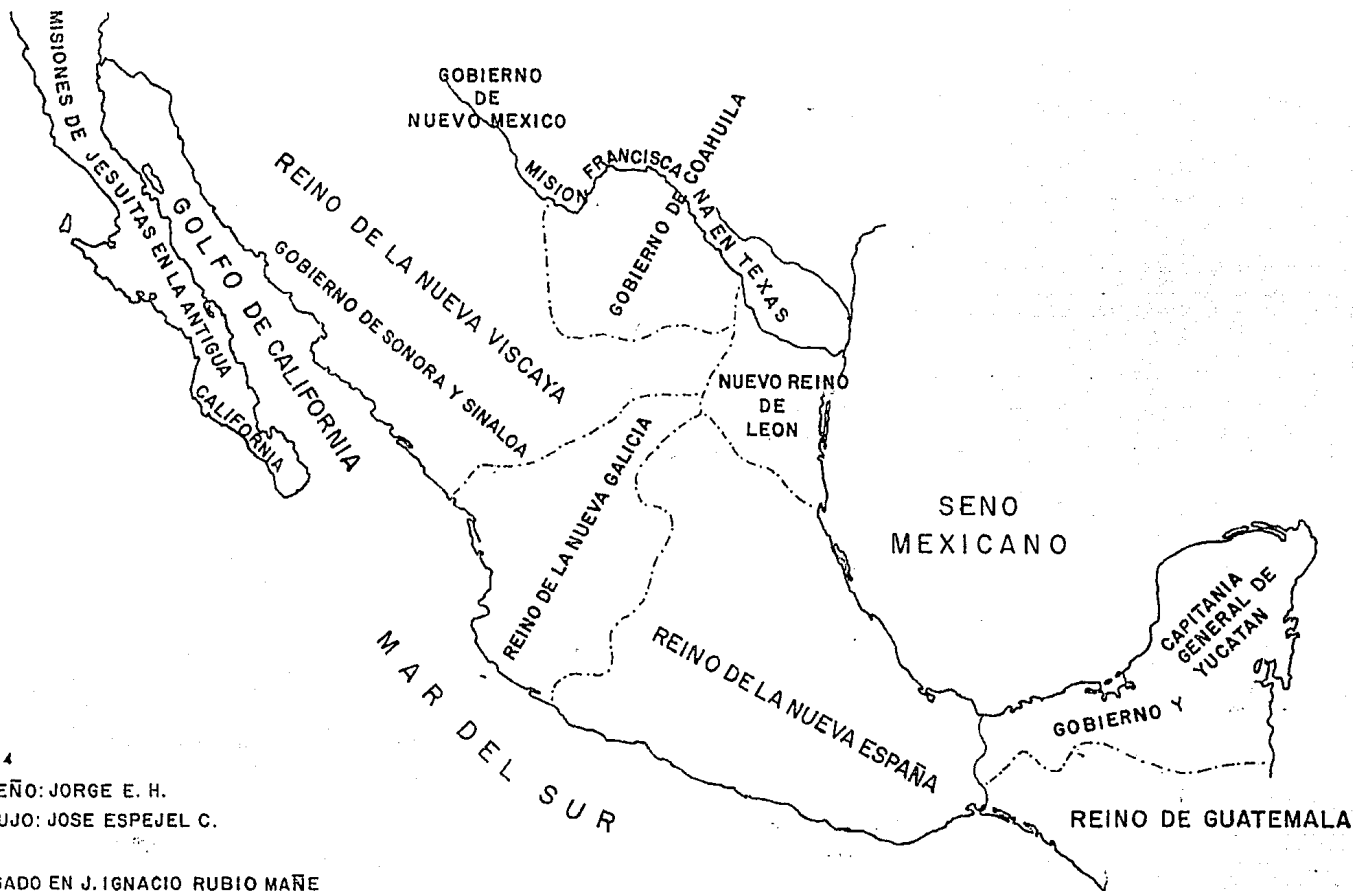 MISIONES DE JESUITAS EN LA ANTIGUA
CALIFORNIA
GOLFO DE CALIFORNIA
GOBIERNO
DE
NUEVO MEXICO
REINO DE LA NUEVA VISCAYA
GOBIERNO DE SONORA Y SINALOA
MISION FRANCISCANA EN TEXAS
GOBIERNO DE COAHUILA
NUEVO REINO
DE
LEON
REINO DE LA NUEVA GALICIA
SENO
MEXICANO
REINO DE LA NUEVA ESPAÑA
MAR DEL SUR
CAPITANIA
GENERAL DE
YUCATAN
GOBIERNO Y
REINO DE GUATEMALA
4
EÑO: JORGE E. H.
UJO: JOSE ESPEJEL C.
SADO EN J. IGNACIO RUBIO MAÑE